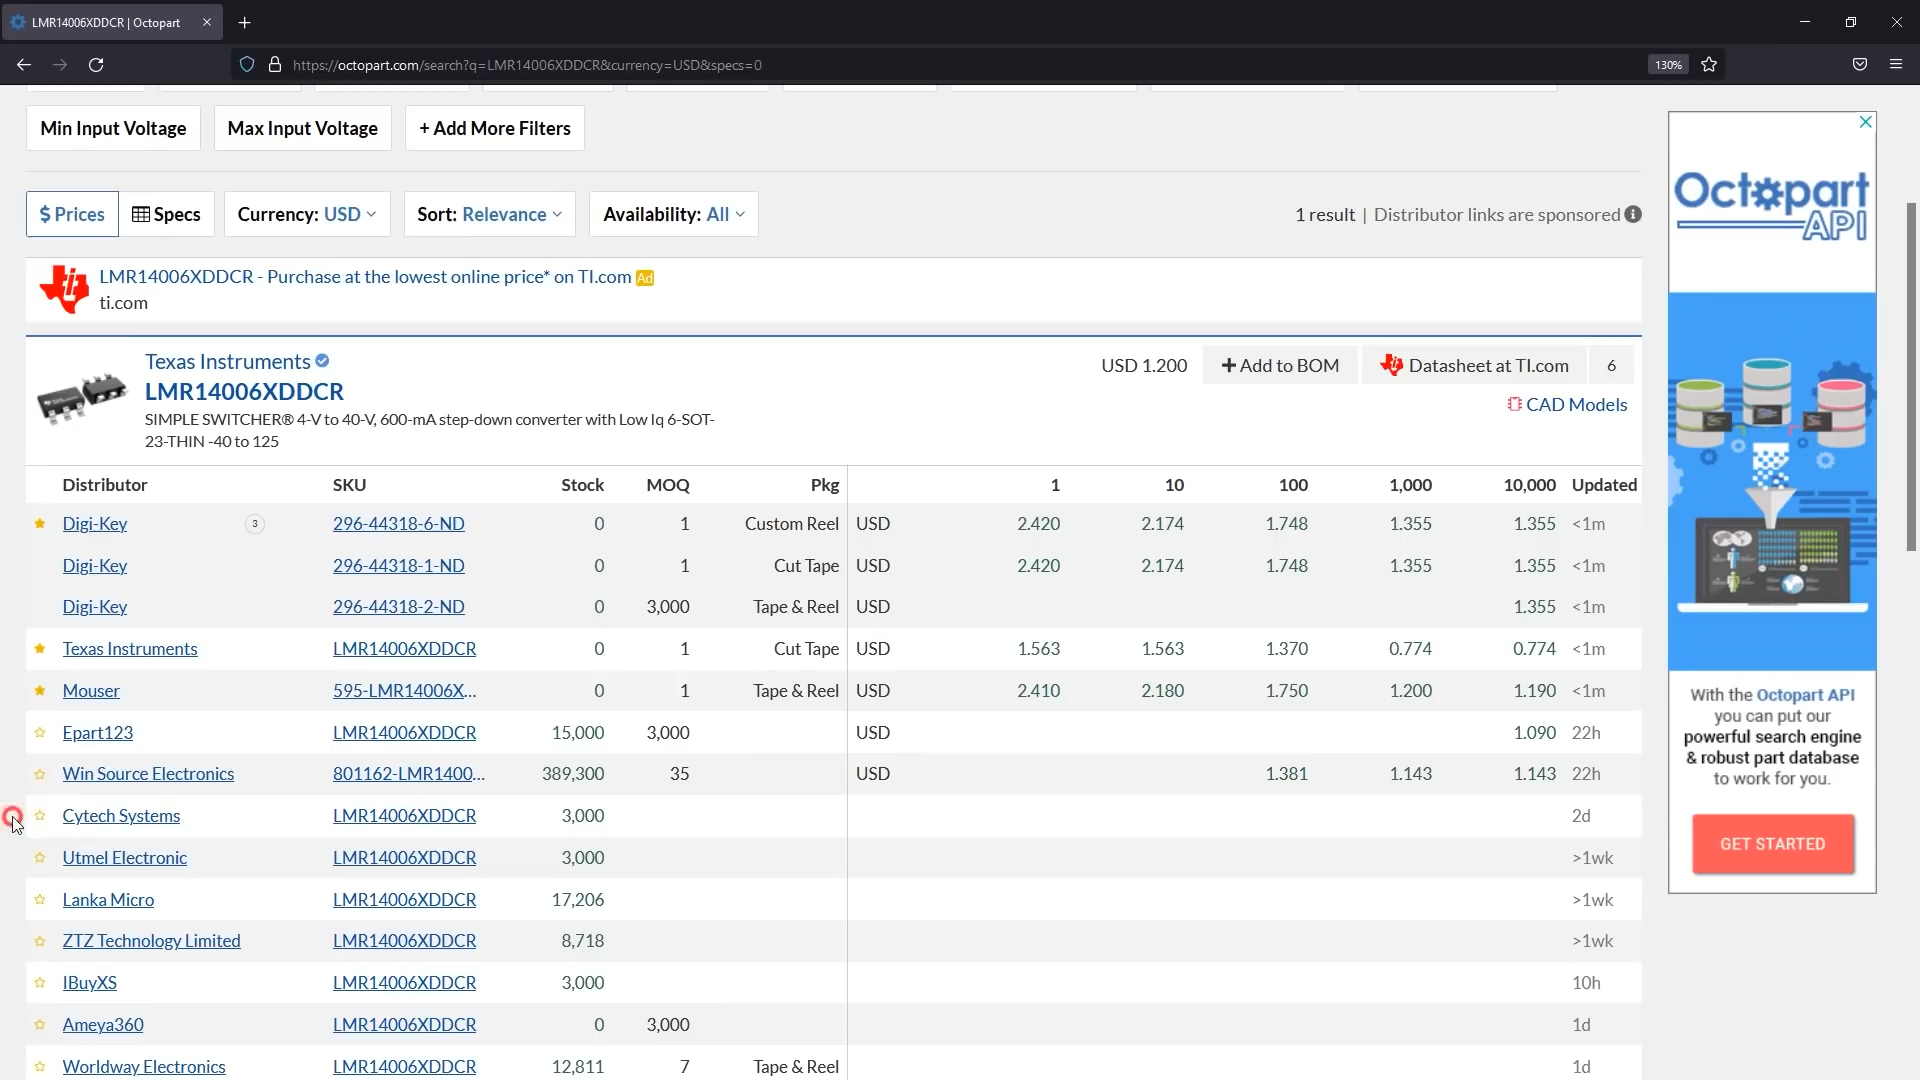 LMR14006XDDCR | Octopart
https://octopart.com/search?q=LMR14006XDDCR&currency=USD&specs=0
130%
Min Input Voltage
Max Input Voltage
+ Add More Filters
$ Prices
Specs
Currency: USD
Sort: Relevance
Availability: All
1 result | Distributor links are sponsored
LMR14006XDDCR - Purchase at the lowest online price* on TI.com Ad
ti.com
Texas Instruments
LMR14006XDDCR
SIMPLE SWITCHER® 4-V to 40-V, 600-mA step-down converter with Low Iq 6-SOT-
23-THIN -40 to 125
USD 1.200
+ Add to BOM
Datasheet at TI.com
6
CAD Models
Distributor SKU Stock MOQ Pkg 1 10 100 1,000 10,000 Updated
Digi-Key 3 296-44318-6-ND 0 1 Custom Reel USD 2.420 2.174 1.748 1.355 1.355 <1m
Digi-Key 296-44318-1-ND 0 1 Cut Tape USD 2.420 2.174 1.748 1.355 1.355 <1m
Digi-Key 296-44318-2-ND 0 3,000 Tape & Reel USD 1.355 <1m
Texas Instruments LMR14006XDDCR 0 1 Cut Tape USD 1.563 1.563 1.370 0.774 0.774 <1m
Mouser 595-LMR14006X... 0 1 Tape & Reel USD 2.410 2.180 1.750 1.200 1.190 <1m
Epart123 LMR14006XDDCR 15,000 3,000 USD 1.090 22h
Win Source Electronics 801162-LMR1400... 389,300 35 USD 1.381 1.143 1.143 22h
Cytech Systems LMR14006XDDCR 3,000 2d
Utmel Electronic LMR14006XDDCR 3,000 >1wk
Lanka Micro LMR14006XDDCR 17,206 >1wk
ZTZ Technology Limited LMR14006XDDCR 8,718 >1wk
IBuyXS LMR14006XDDCR 3,000 10h
Ameya360 LMR14006XDDCR 0 3,000 1d
Worldway Electronics LMR14006XDDCR 12,811 7 Tape & Reel 1d
Octopart
API
With the Octopart API
you can put our
powerful search engine
& robust part database
to work for you.
GET STARTED